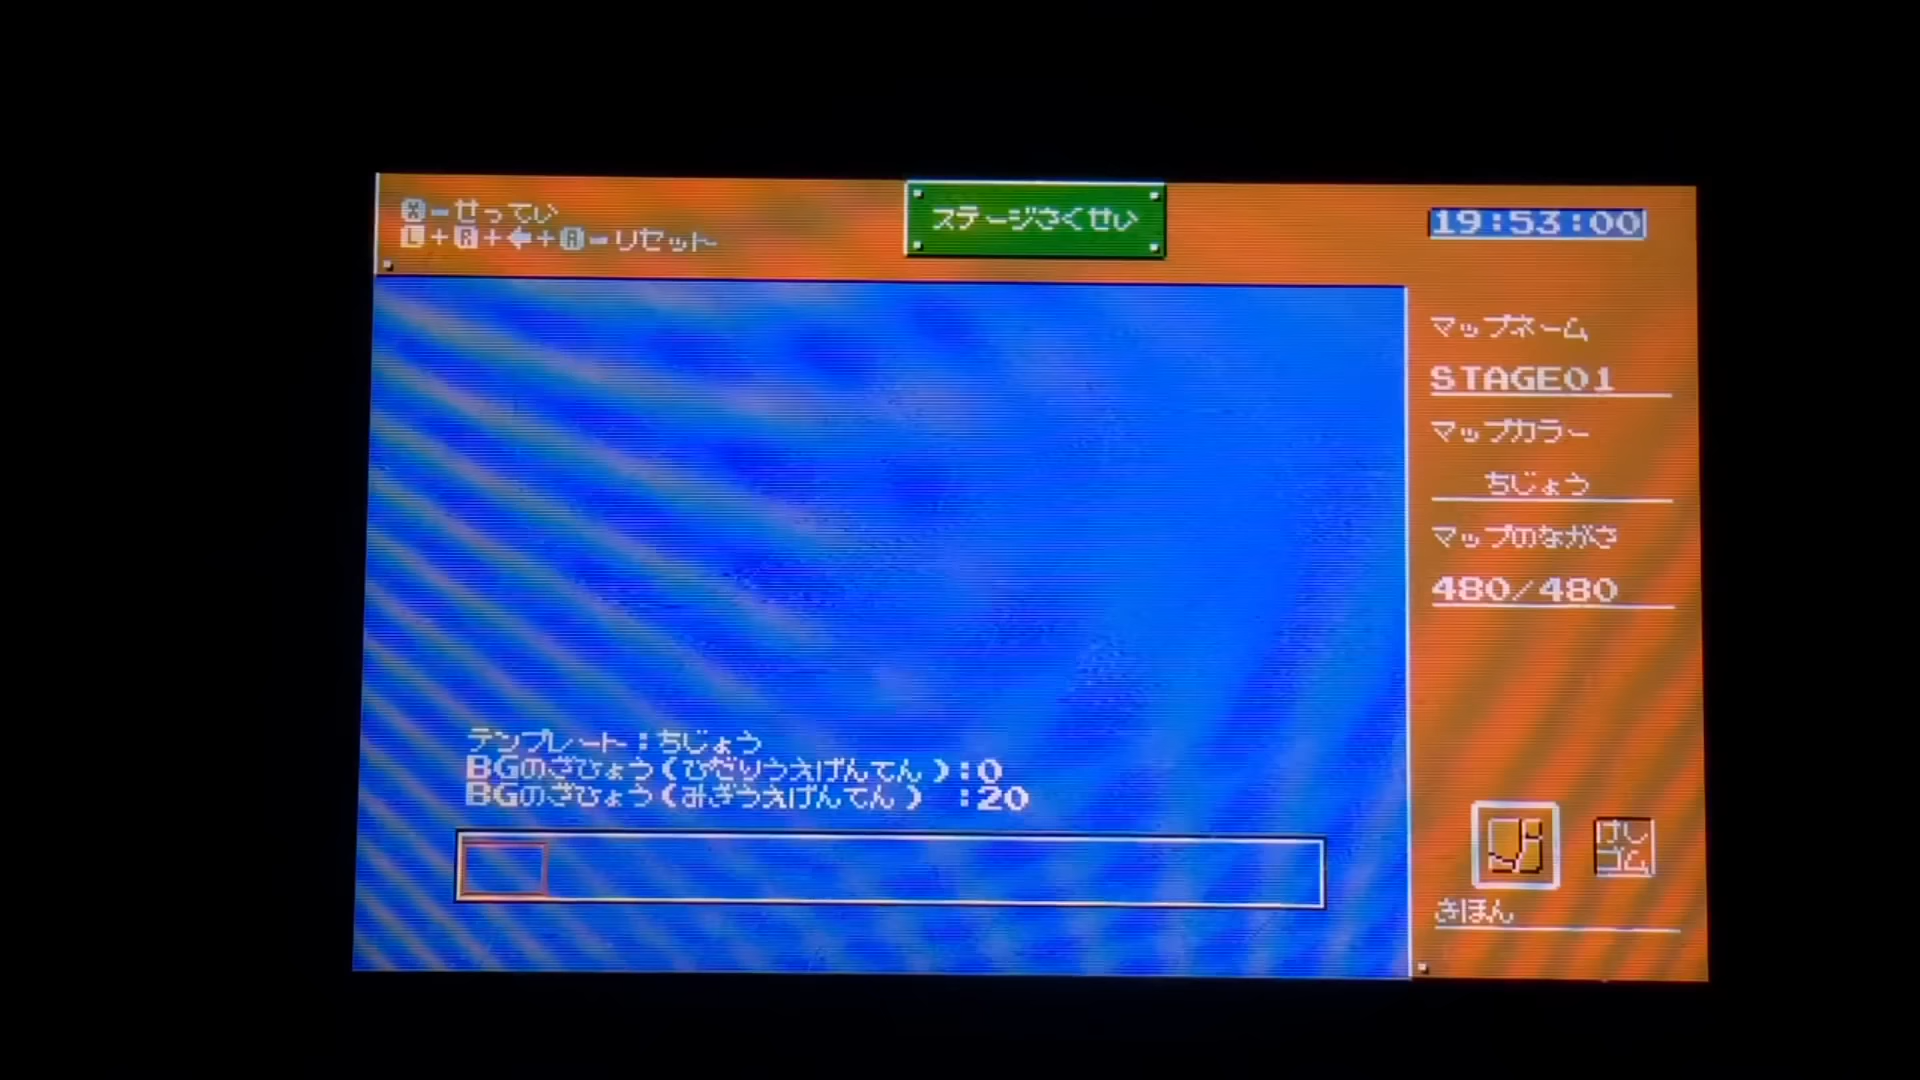 Ⓧ-せってい
L+R+←+A-リセット
ステージさくせい
19:53:00
マップネーム
STAGE01
マップカラー
ちじょう
マップのながさ
480/480
テンプレート:ちじょう
BGのざひょう(ひだりうえげんてん):0
BGのざひょう(みぎうえげんてん) :20
けし
ゴム
きほん